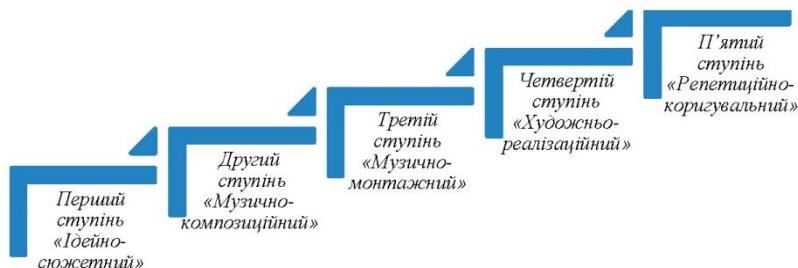 Перший
ступінь
«Ідейно-
сюжетний»
Другий
ступінь
«Музично-
композиційний»
Третій
ступінь
«Музично-
монтажний»
Четвертій
ступінь
«Художньо-
реалізаційний»
П’ятий
ступінь
«Репетиційно-
коригувальний»